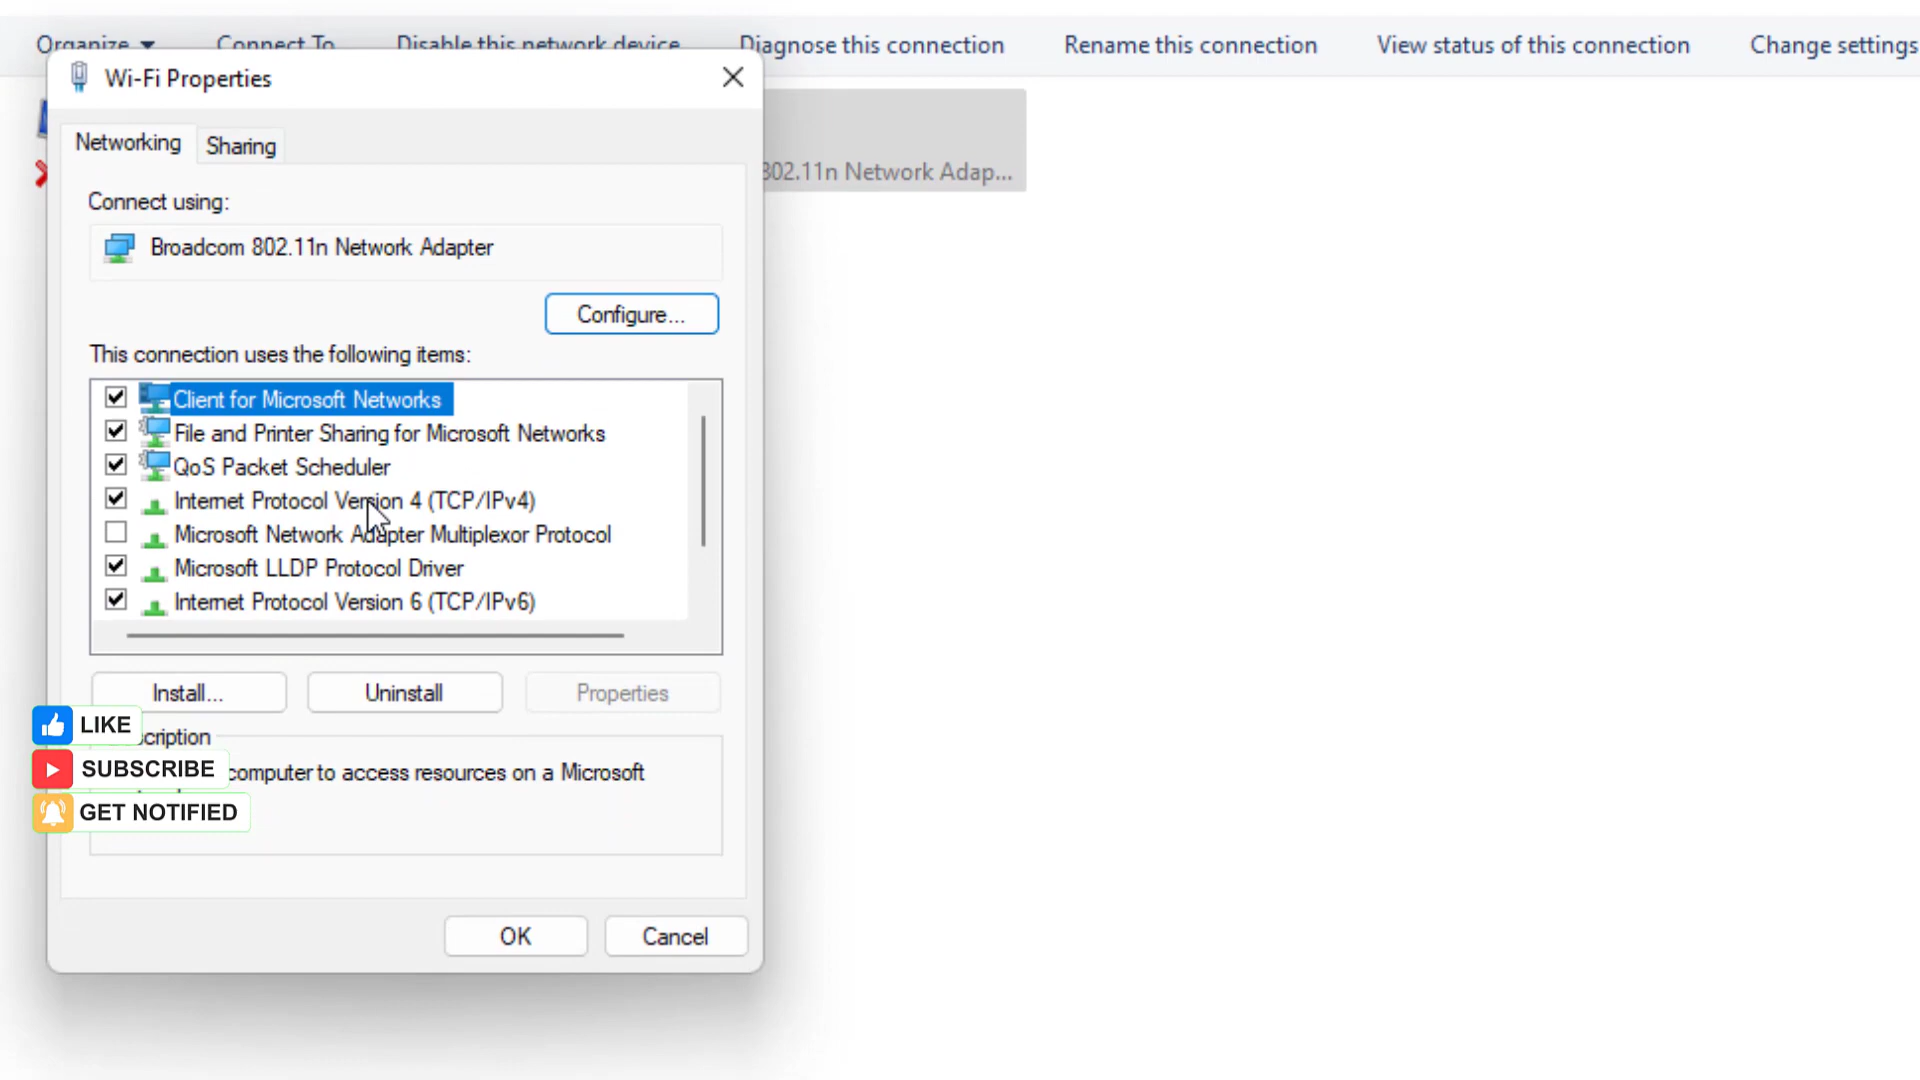 Organize Connect To Disable this network device Diagnose this connection Rename this connection View status of this connection Change settings
Wi-Fi Properties
802.11n Network Adap...
Networking Sharing
Connect using:
Broadcom 802.11n Network Adapter
Configure...
This connection uses the following items:
Client for Microsoft Networks
File and Printer Sharing for Microsoft Networks
QoS Packet Scheduler
Internet Protocol Version 4 (TCP/IPv4)
Microsoft Network Adapter Multiplexor Protocol
Microsoft LLDP Protocol Driver
Internet Protocol Version 6 (TCP/IPv6)
Install... Uninstall Properties
LIKE
scription
SUBSCRIBE
computer to access resources on a Microsoft
GET NOTIFIED
OK Cancel